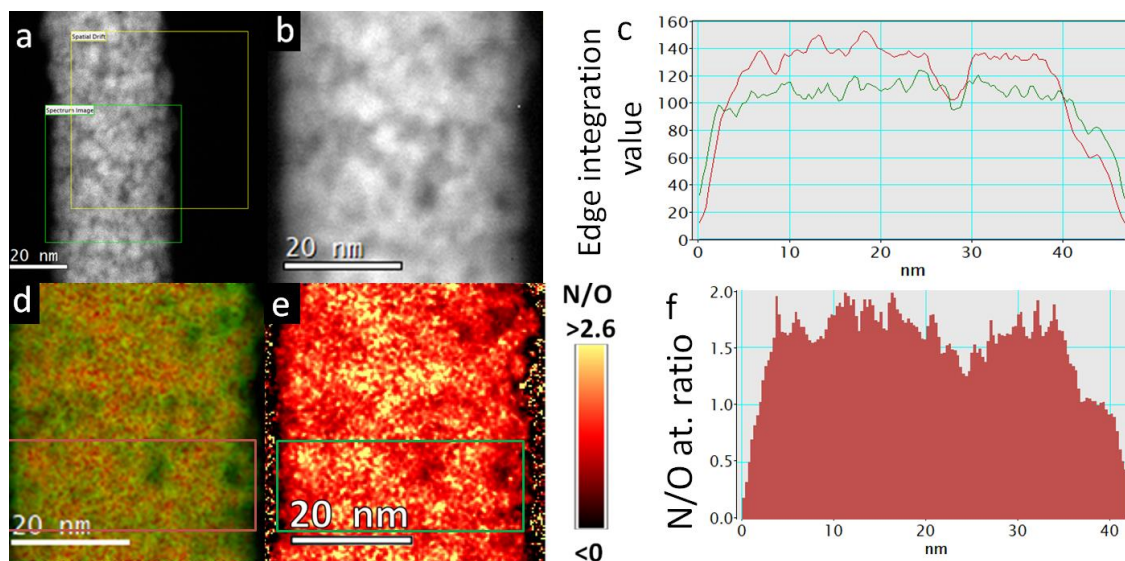 a
Spatial Drift
Spectrum Image
20 nm
b
20 nm
c
Edge integration
value
160
140
120
100
80
60
40
20
0
0
10
20
30
40
nm
d
20 nm
e
20 nm
N/O
>2.6
<0
f
N/O at. ratio
2.0
1.5
1.0
0.5
0.0
0
10
20
30
40
nm